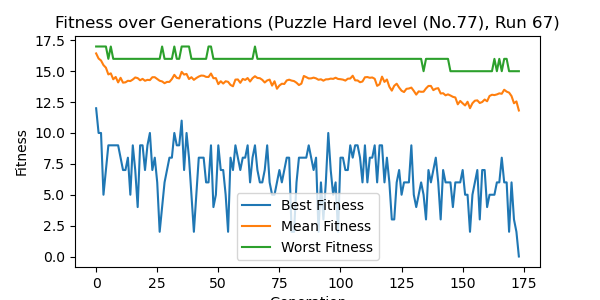 Fitness over Generations (Puzzle Hard level (No.77), Run 67)
17.5
15.0
12.5
10.0
7.5
5.0
2.5
0.0
Fitness
Best Fitness
Mean Fitness
Worst Fitness
0 25 50 75 100 125 150 175
Generation